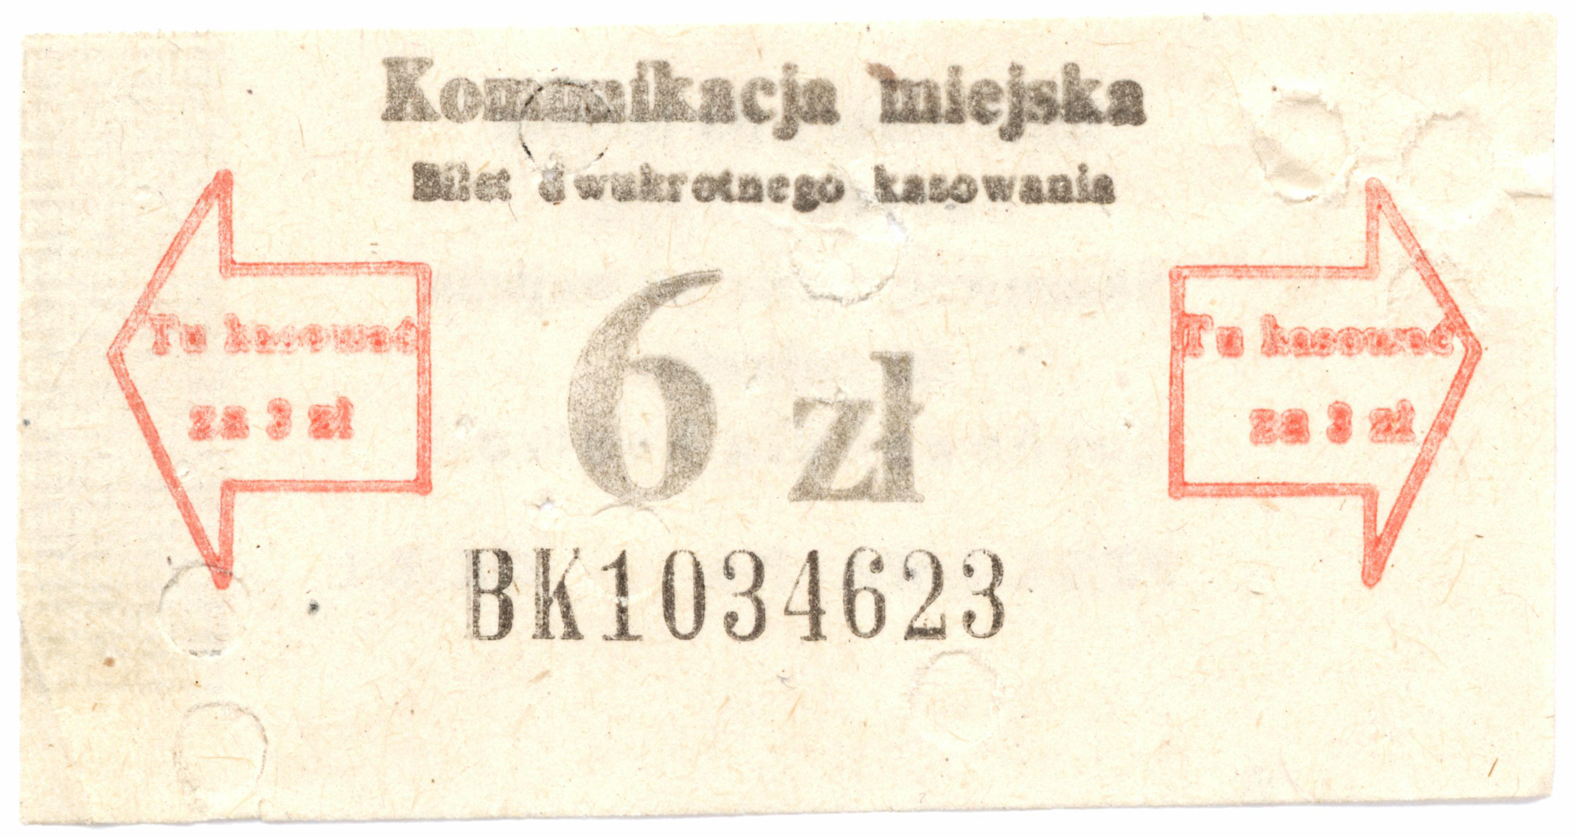 Komunikacja miejska
Bilet dwukrotnego kasowania
Tu kasować
za 3 zł
6 zł
Tu kasować
za 3 zł
BK1034623